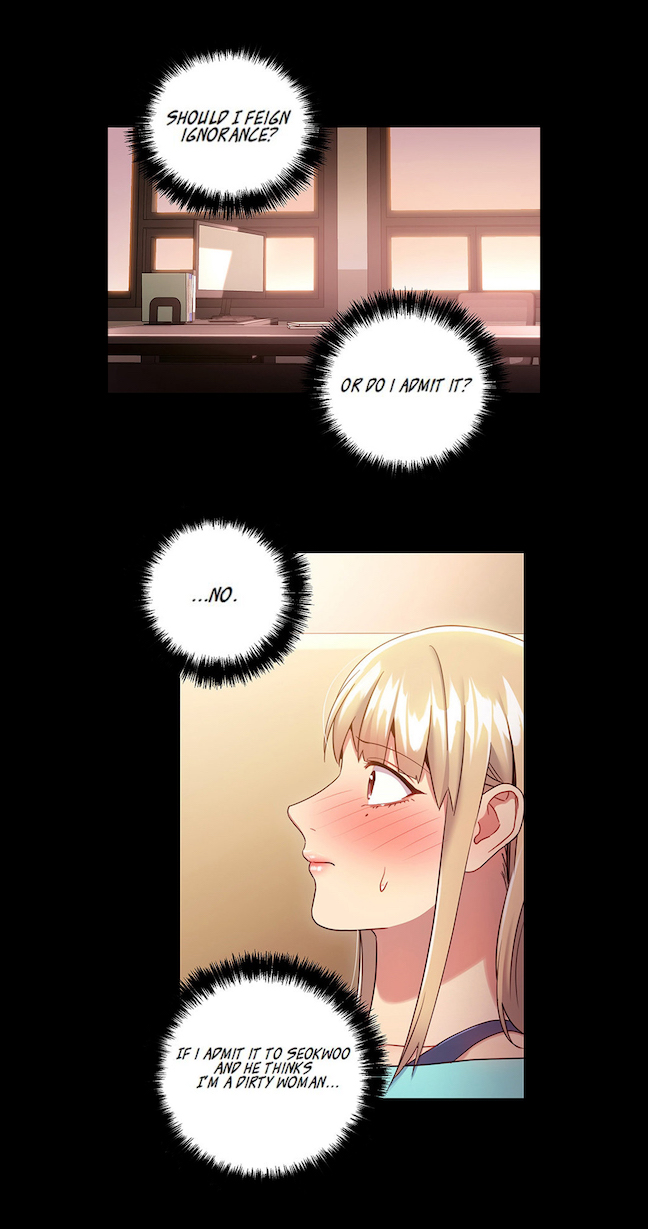 SHOULD I FEIGN
IGNORANCE?
OR DO I ADMIT IT?
...NO.
IF I ADMIT IT TO SEOKWOO
AND HE THINKS
I'M A DIRTY WOMAN...